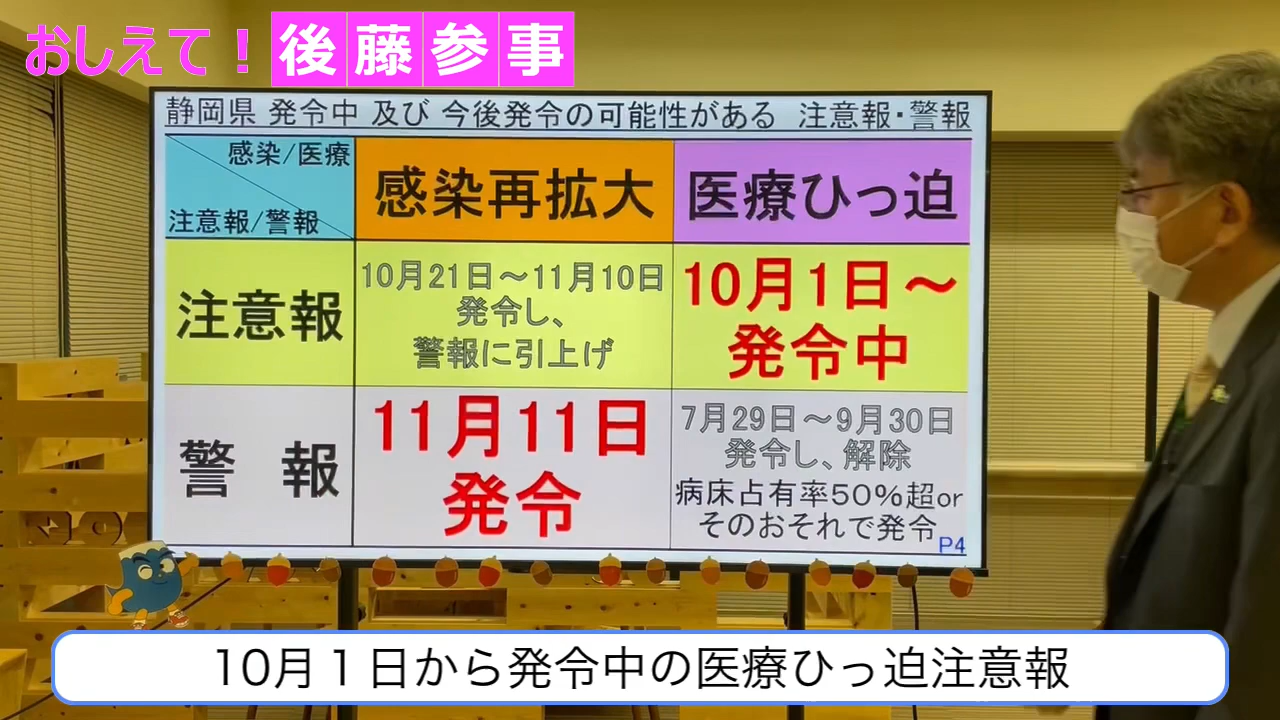 おしえて！後藤参事
静岡県 発令中 及び 今後発令の可能性がある 注意報・警報
感染/医療
注意報/警報
感染再拡大
医療ひっ迫
注意報
10月21日～11月10日
発令し、
警報に引上げ
10月1日～
発令中
警 報
11月11日
発令
7月29日～9月30日
発令し、解除
病床占有率50%超or
そのおそれで発令
P4
10月１日から発令中の医療ひっ迫注意報